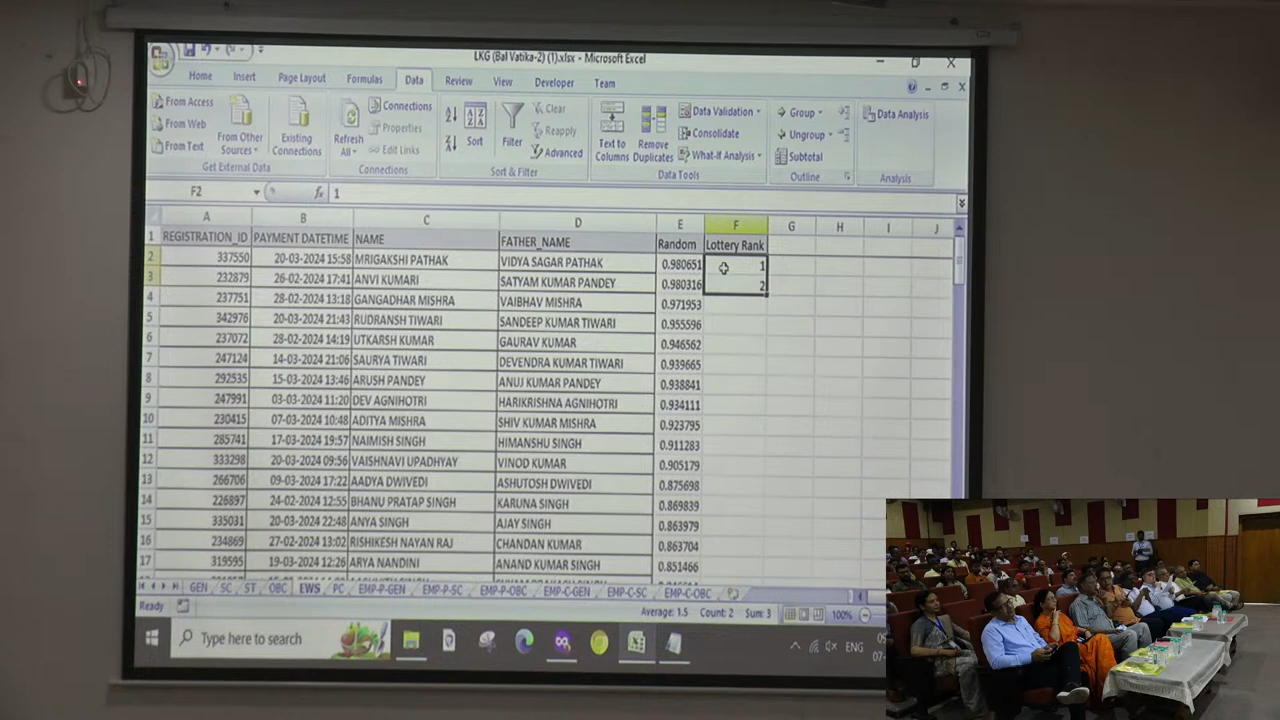 LKG (Bal Vatika-2) (1).xlsx - Microsoft Excel
Home Insert Page Layout Formulas Data Review View Developer Team
From Access
From Web
From Text
From Other Sources
Existing Connections
Get External Data
Refresh All
Connections
Properties
Edit Links
Connections
Sort
Filter
Clear
Reapply
Advanced
Sort & Filter
Text to Columns
Remove Duplicates
Data Validation
Consolidate
What-If Analysis
Data Tools
Group
Ungroup
Subtotal
Outline
Data Analysis
Analysis
F2 fx 1
A B C D E F G H I J
1 REGISTRATION_ID PAYMENT DATETIME NAME FATHER_NAME Random Lottery Rank
2 337550 20-03-2024 15:58 MRIGAKSHI PATHAK VIDYA SAGAR PATHAK 0.980651 1
3 232879 26-02-2024 17:41 ANVI KUMARI SATYAM KUMAR PANDEY 0.980316 2
4 237751 28-02-2024 13:18 GANGADHAR MISHRA VAIBHAV MISHRA 0.971953
5 342976 20-03-2024 21:43 RUDRANSH TIWARI SANDEEP KUMAR TIWARI 0.955596
6 237072 28-02-2024 14:19 UTKARSH KUMAR GAURAV KUMAR 0.946562
7 247124 14-03-2024 21:06 SAURYA TIWARI DEVENDRA KUMAR TIWARI 0.939665
8 292535 15-03-2024 13:46 ARUSH PANDEY ANUJ KUMAR PANDEY 0.938841
9 247991 03-03-2024 11:20 DEV AGNIHOTRI HARIKRISHNA AGNIHOTRI 0.934111
10 230415 07-03-2024 10:48 ADITYA MISHRA SHIV KUMAR MISHRA 0.923795
11 285741 17-03-2024 19:57 NAIMISH SINGH HIMANSHU SINGH 0.911283
12 333298 20-03-2024 09:56 VAISHNAVI UPADHYAY VINOD KUMAR 0.905179
13 266706 09-03-2024 17:22 AADYA DWIVEDI ASHUTOSH DWIVEDI 0.875698
14 226897 24-02-2024 12:55 BHANU PRATAP SINGH KARUNA SINGH 0.869839
15 335031 20-03-2024 22:48 ANYA SINGH AJAY SINGH 0.863979
16 234869 27-02-2024 13:02 RISHIKESH NAYAN RAJ CHANDAN KUMAR 0.863704
17 319595 19-03-2024 12:26 ARYA NANDINI ANAND KUMAR SINGH 0.851466
GEN SC ST OBC EWS PC EMP-P-GEN EMP-P-SC EMP-P-OBC EMP-C-GEN EMP-C-SC EMP-C-OBC
Ready Average: 1.5 Count: 2 Sum: 3 100%
Type here to search ENG